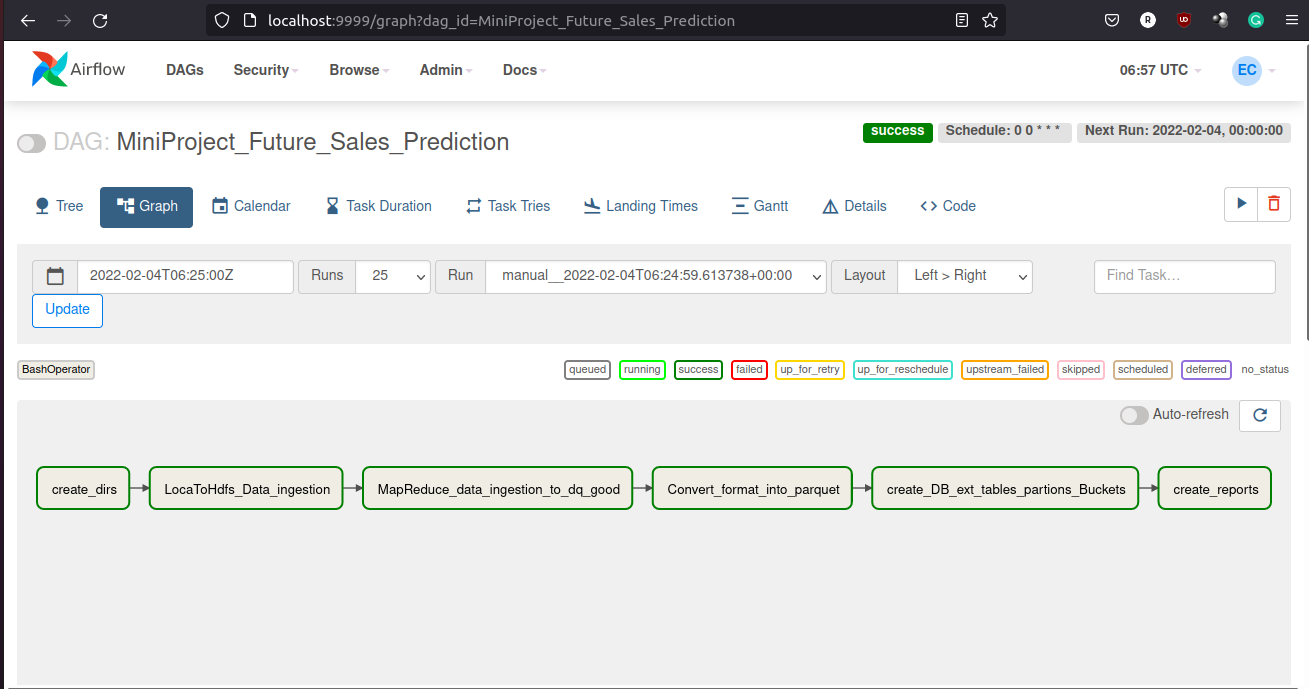 localhost:9999/graph?dag_id=MiniProject_Future_Sales_Prediction
R
UD
G
Airflow
DAGs
Security
Browse
Admin
Docs
06:57 UTC
EC
DAG: MiniProject_Future_Sales_Prediction
success
Schedule: 0 0 * * *
Next Run: 2022-02-04, 00:00:00
Tree
Graph
Calendar
Task Duration
Task Tries
Landing Times
Gantt
Details
Code
2022-02-04T06:25:00Z
Runs
25
Run
manual__2022-02-04T06:24:59.613738+00:00
Layout
Left > Right
Find Task...
Update
BashOperator
queued
running
success
failed
up_for_retry
up_for_reschedule
upstream_failed
skipped
scheduled
deferred
no_status
Auto-refresh
create_dirs
LocaToHdfs_Data_ingestion
MapReduce_data_ingestion_to_dq_good
Convert_format_into_parquet
create_DB_ext_tables_partions_Buckets
create_reports